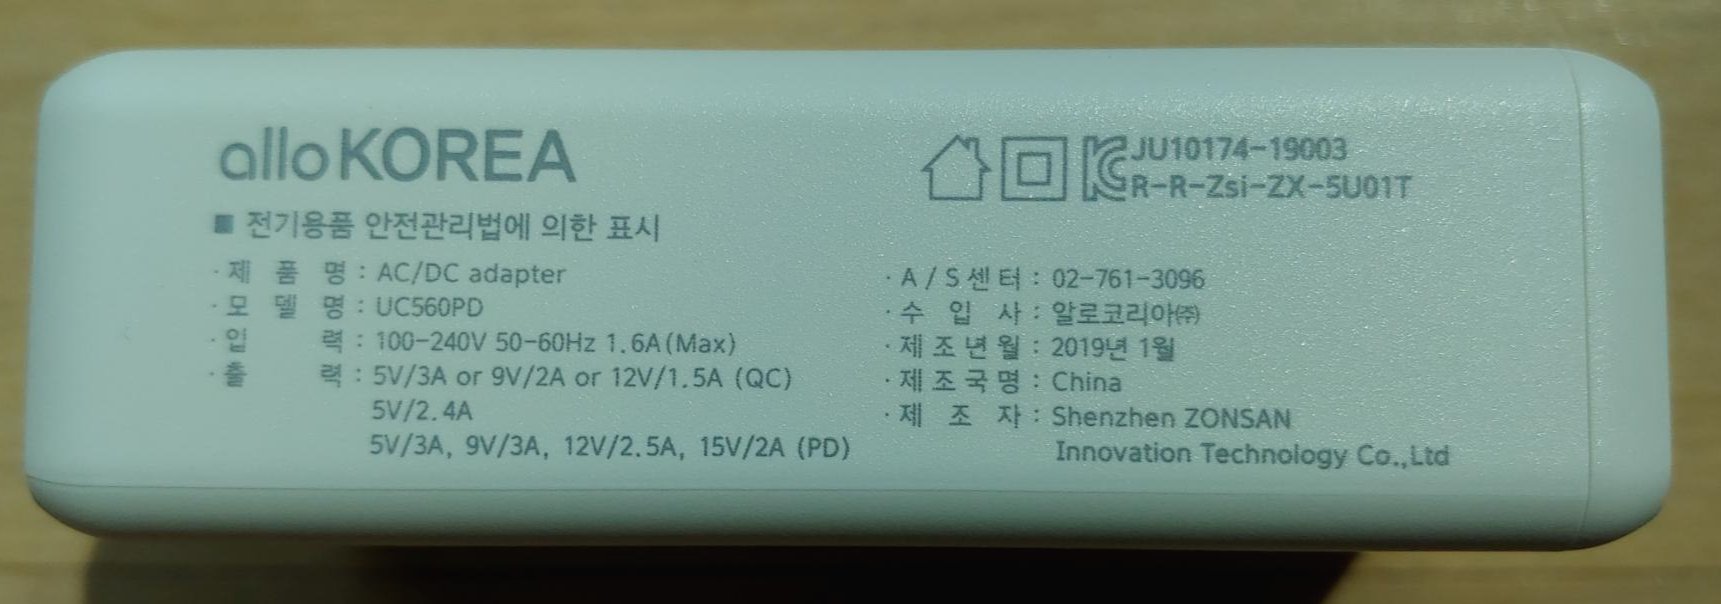 alloKOREA
JU10174-19003
R-R-Zsi-ZX-5U01T
■ 전기용품 안전관리법에 의한 표시
· 제 품 명 : AC/DC adapter
· 모 델 명 : UC560PD
· 입 력 : 100-240V 50-60Hz 1.6A(Max)
· 출 력 : 5V/3A or 9V/2A or 12V/1.5A (QC)
5V/2.4A
5V/3A, 9V/3A, 12V/2.5A, 15V/2A (PD)
· A / S 센 터 : 02-761-3096
· 수 입 사 : 알로코리아㈜
· 제 조 년 월 : 2019년 1월
· 제 조 국 명 : China
· 제 조 자 : Shenzhen ZONSAN
Innovation Technology Co.,Ltd